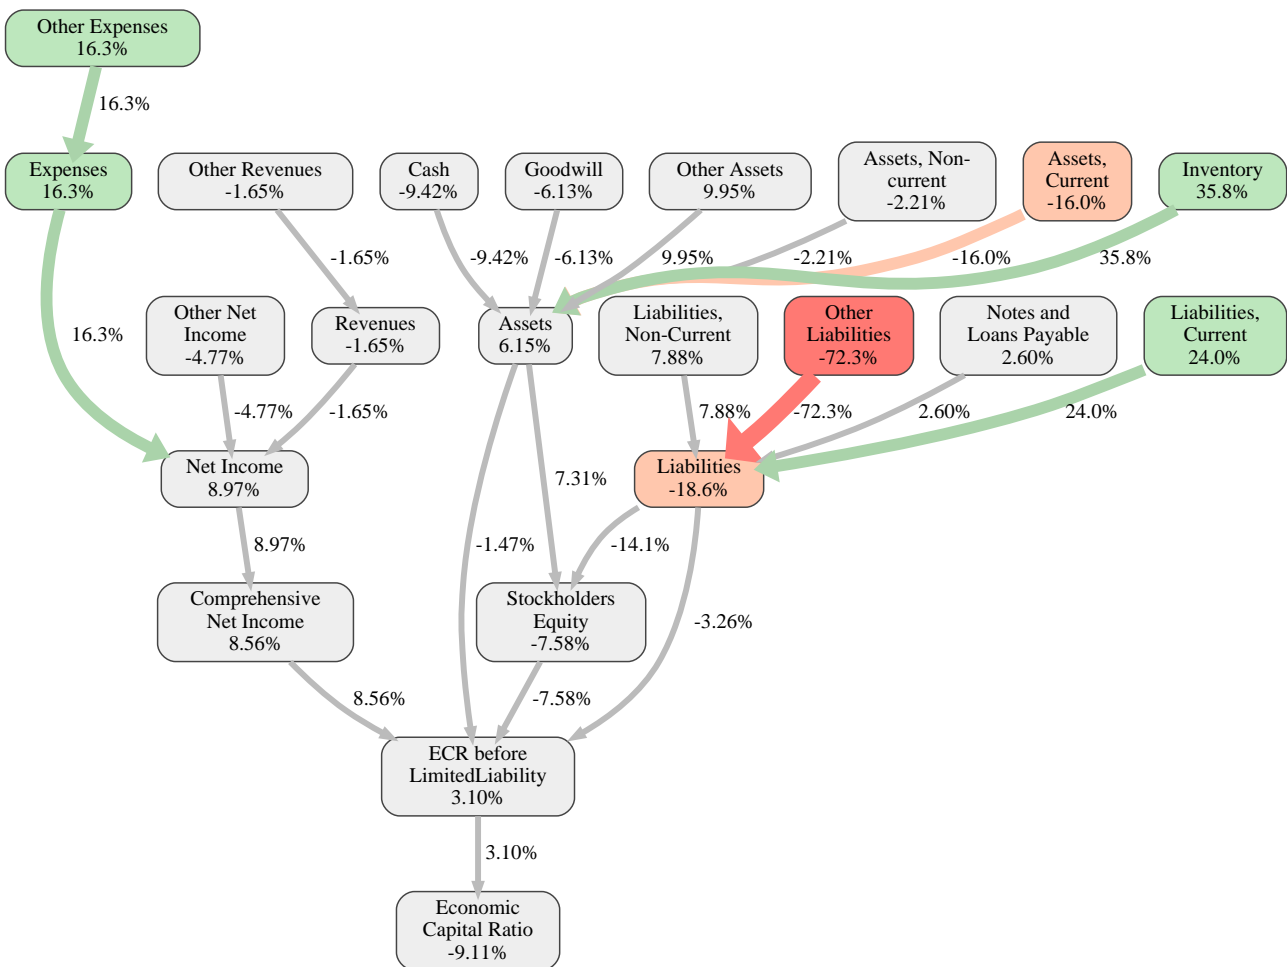 Other Expenses
16.3%
16.3%
Expenses
16.3%
Other Revenues
-1.65%
Cash
-9.42%
Goodwill
-6.13%
Other Assets
9.95%
Assets, Non-
current
-2.21%
Assets,
Current
-16.0%
Inventory
35.8%
-1.65%
-9.42%
-6.13%
9.95%
-2.21%
-16.0%
35.8%
16.3%
Other Net
Income
-4.77%
Revenues
-1.65%
Assets
6.15%
Liabilities,
Non-Current
7.88%
Other
Liabilities
-72.3%
Notes and
Loans Payable
2.60%
Liabilities,
Current
24.0%
-4.77%
-1.65%
7.88%
-72.3%
2.60%
24.0%
Net Income
8.97%
7.31%
Liabilities
-18.6%
8.97%
-1.47%
-14.1%
Comprehensive
Net Income
8.56%
Stockholders
Equity
-7.58%
-3.26%
8.56%
-7.58%
ECR before
LimitedLiability
3.10%
3.10%
Economic
Capital Ratio
-9.11%